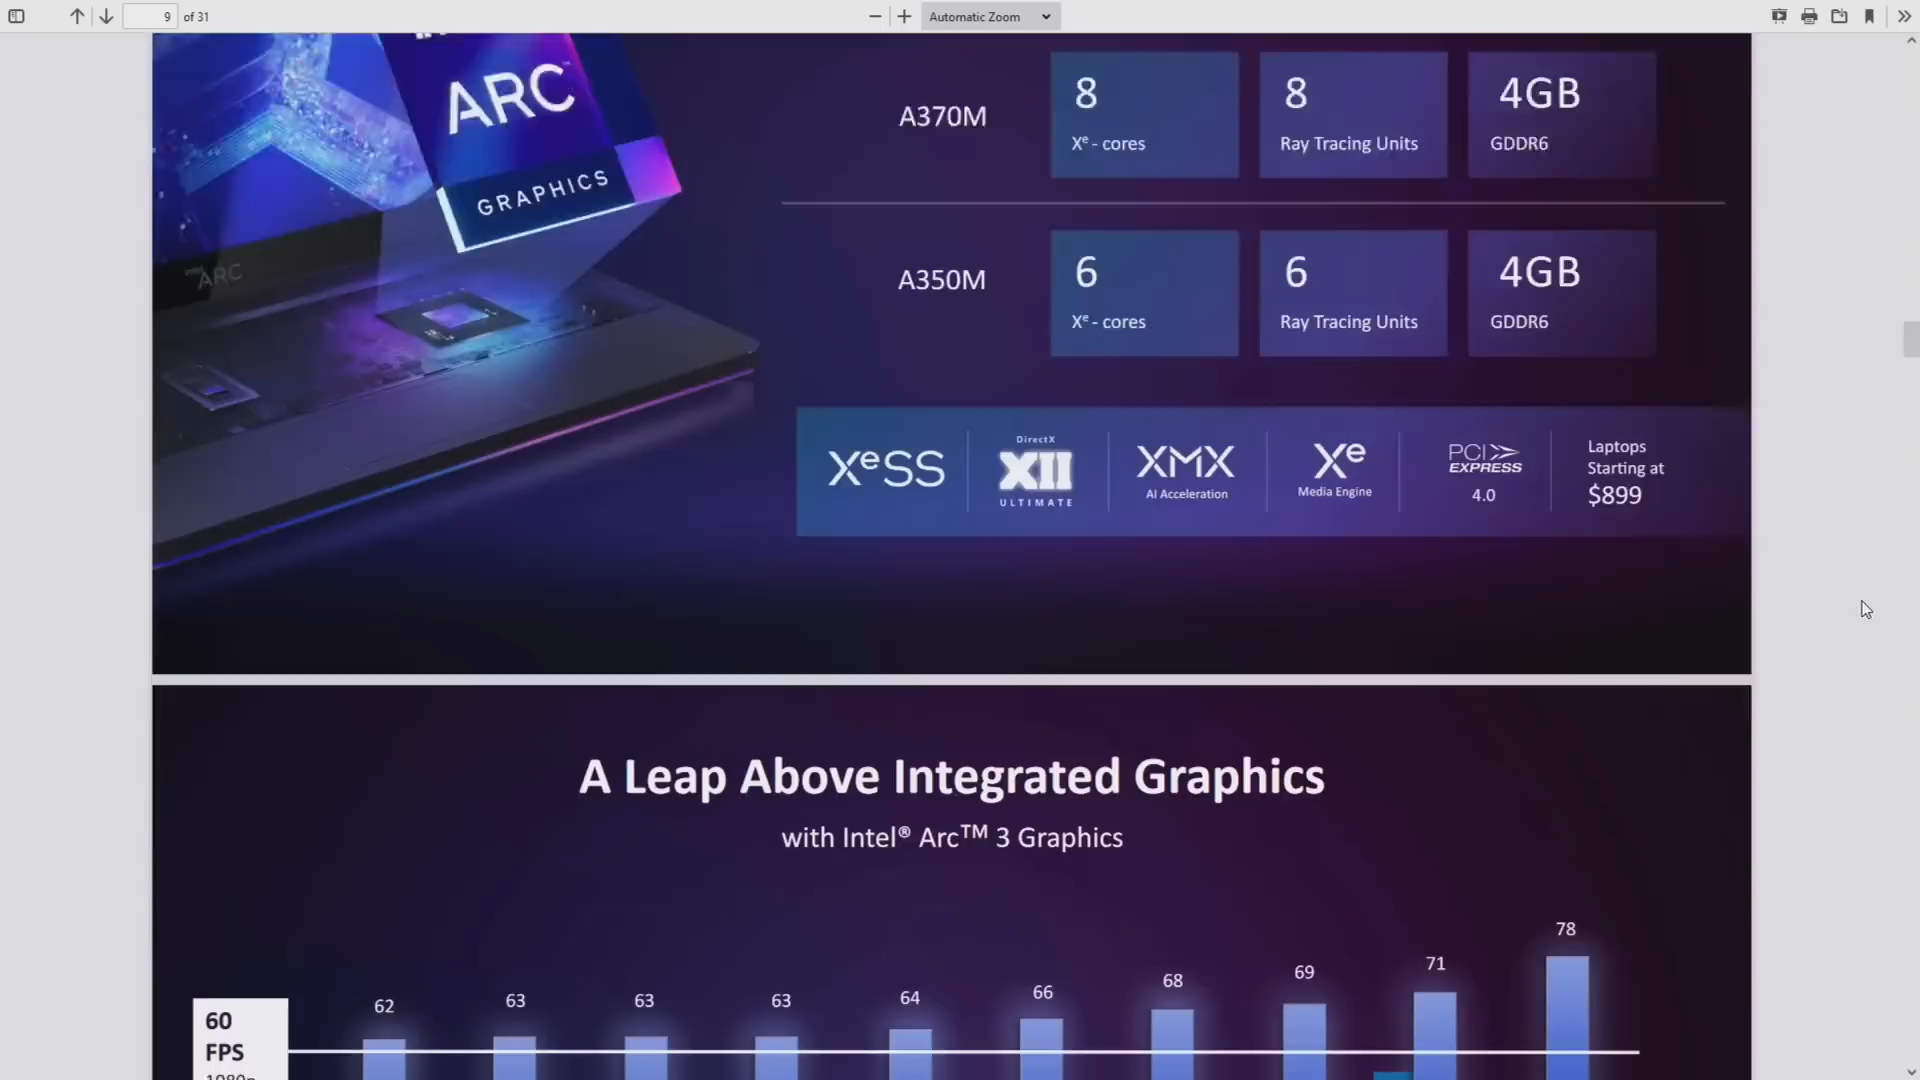 9 of 31 Automatic Zoom
ARC™
GRAPHICS
intel ARC
A370M
8
Xe - cores
8
Ray Tracing Units
4GB
GDDR6
A350M
6
Xe - cores
6
Ray Tracing Units
4GB
GDDR6
XeSS
DirectX
XII
ULTIMATE
XMX
AI Acceleration
Xe
Media Engine
PCI
EXPRESS
4.0
Laptops
Starting at
$899
A Leap Above Integrated Graphics
with Intel® Arc™ 3 Graphics
62 63 63 63 64 66 68 69 71 78
60
FPS
1080p